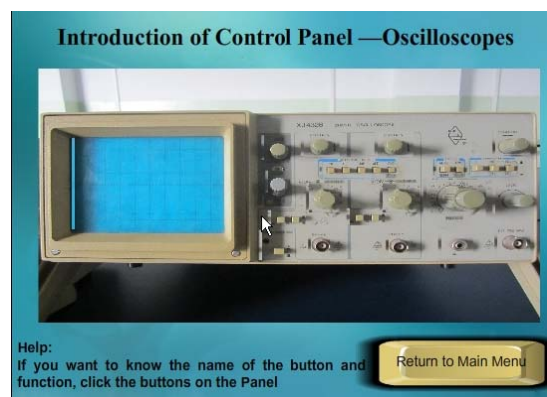 Introduction of Control Panel —Oscilloscopes
Help:
If you want to know the name of the button and
function, click the buttons on the Panel
Return to Main Menu